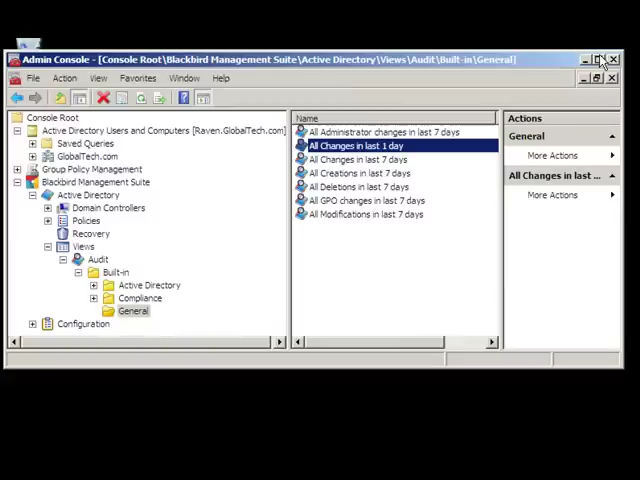 Admin Console - [Console Root\Blackbird Management Suite\Active Directory\Views\Audit\Built-in\General]
File Action View Favorites Window Help
Console Root
Active Directory Users and Computers [Raven.GlobalTech.com]
Saved Queries
GlobalTech.com
Group Policy Management
Blackbird Management Suite
Active Directory
Domain Controllers
Policies
Recovery
Views
Audit
Built-in
Active Directory
Compliance
General
Configuration
Name
All Administrator changes in last 7 days
All Changes in last 1 day
All Changes in last 7 days
All Creations in last 7 days
All Deletions in last 7 days
All GPO changes in last 7 days
All Modifications in last 7 days
Actions
General
More Actions
All Changes in last ...
More Actions